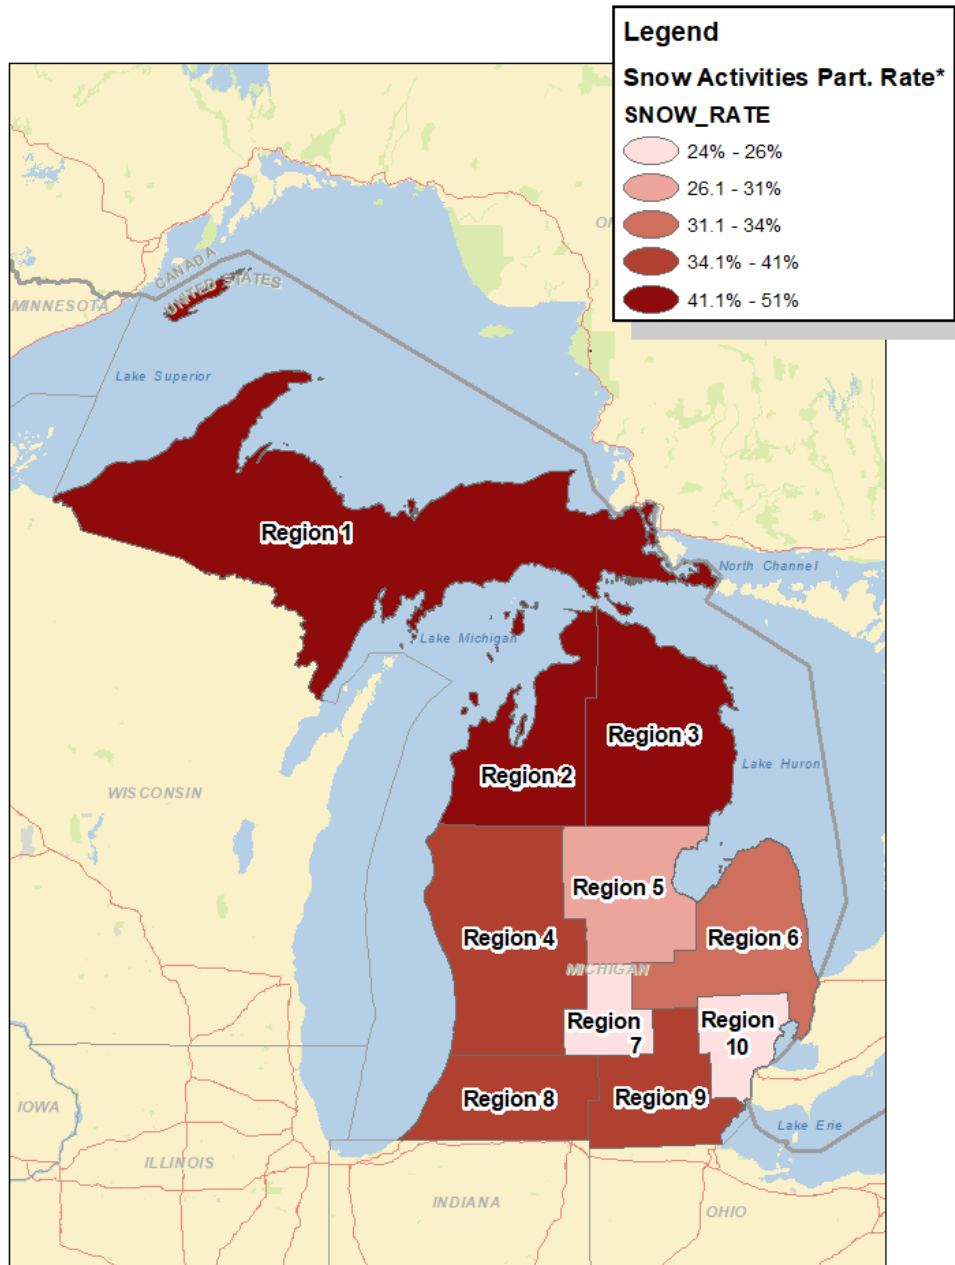 Legend
Snow Activities Part. Rate*
SNOW_RATE
24% - 26%
26.1 - 31%
31.1 - 34%
34.1% - 41%
41.1% - 51%
ON
CANADA
UNITED STATES
MINNESOTA
Lake Superior
Region 1
North Channel
Lake Michigan
Region 3
Lake Huron
Region 2
WISCONSIN
Region 5
Region 4
Region 6
MICHIGAN
Region
7
Region
10
Region 8
Region 9
IOWA
Lake Erie
ILLINOIS
INDIANA
OHIO